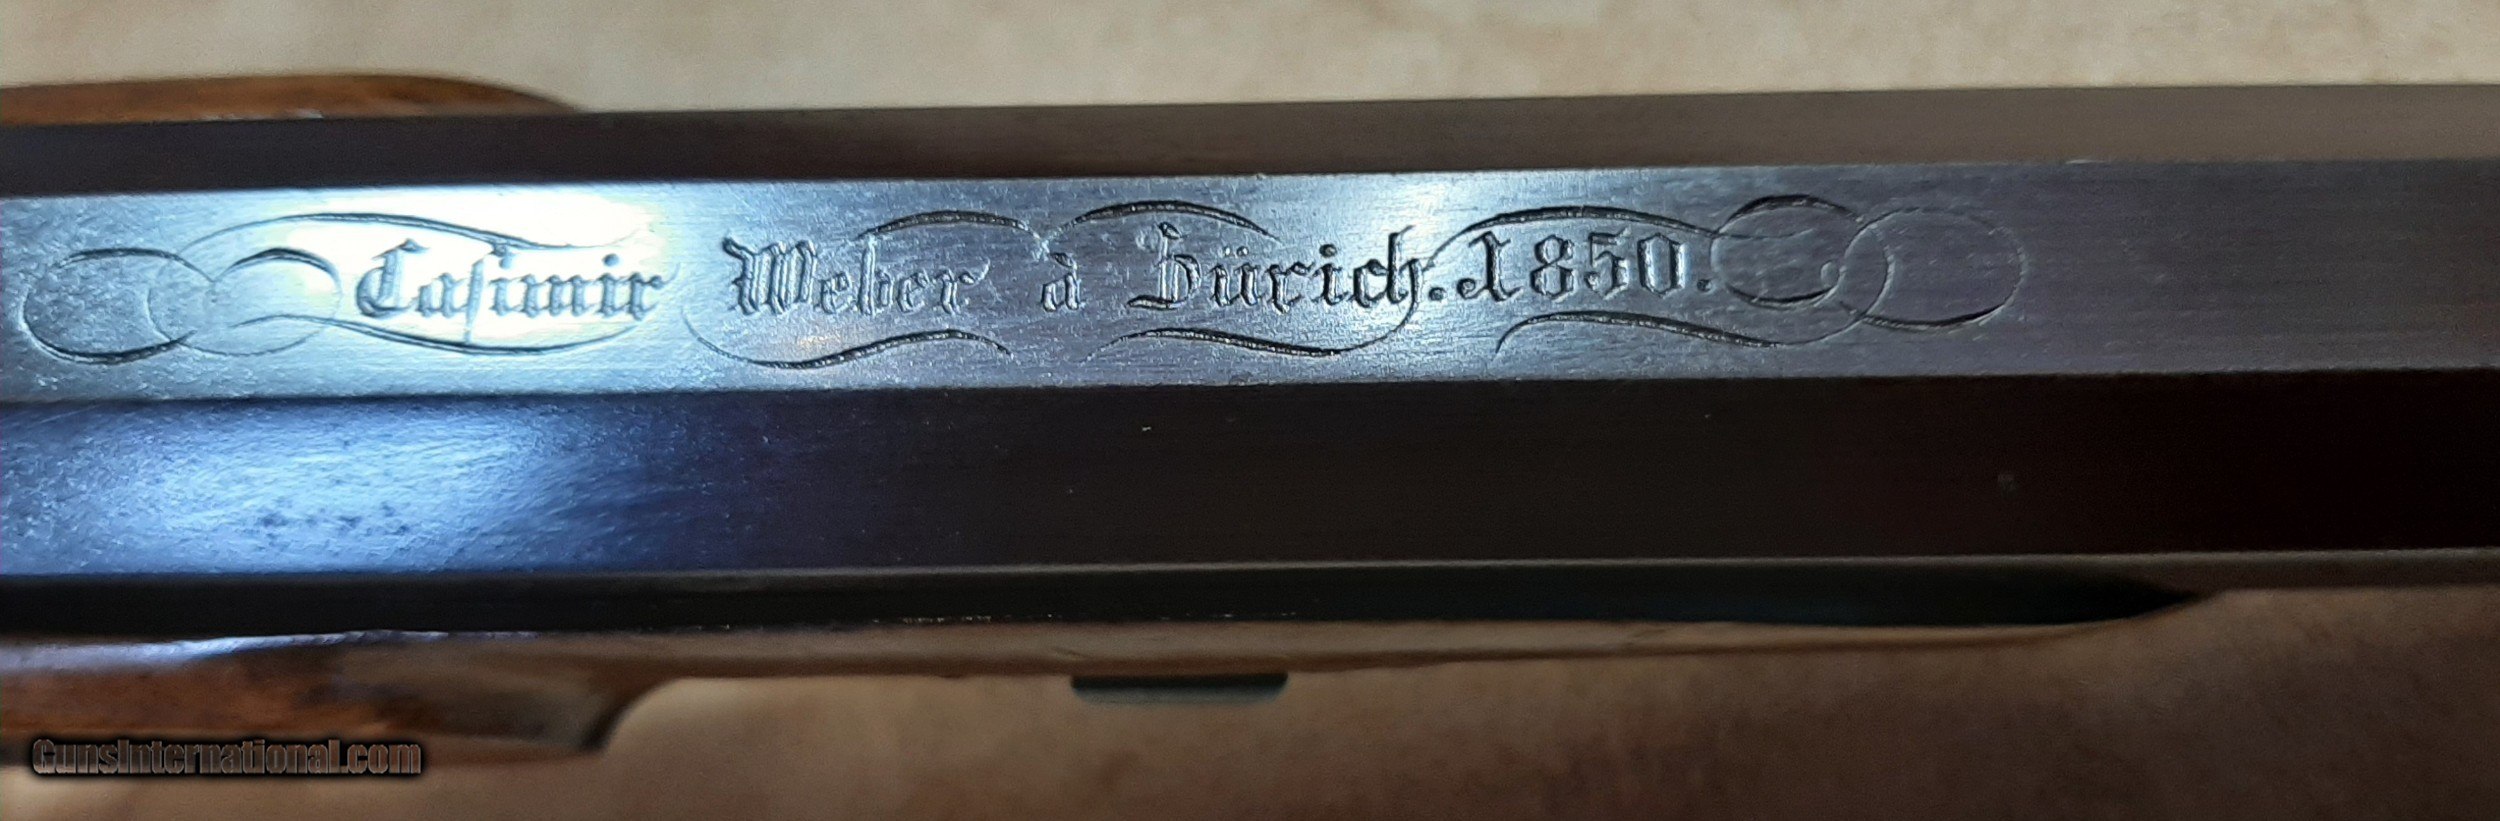 Casimir Weber à Zürich. 1850.
GunsInternational.com